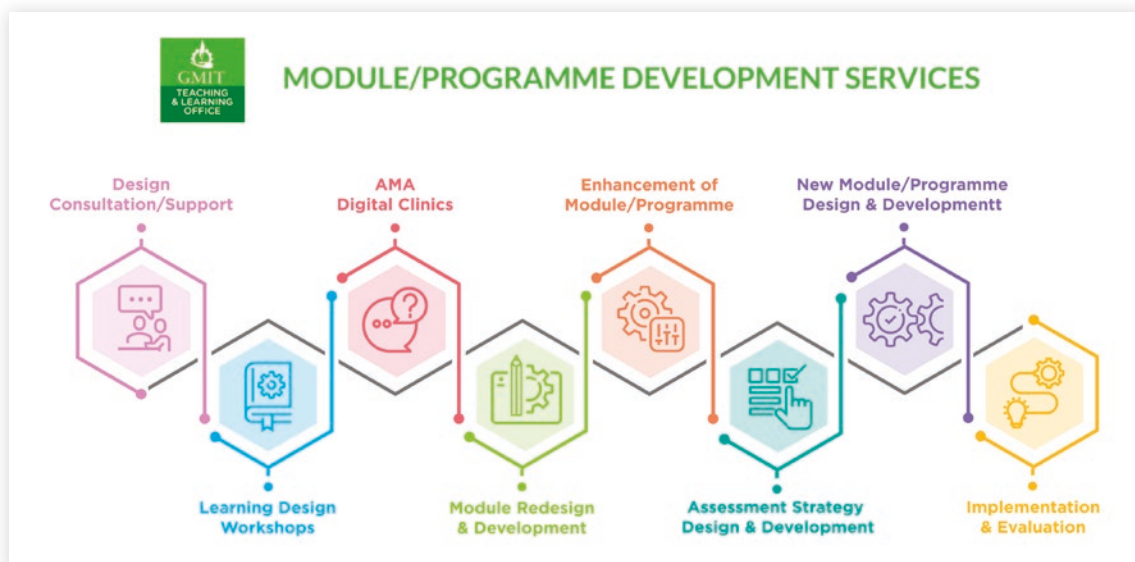 GMIT
TEACHING
& LEARNING
OFFICE
MODULE/PROGRAMME DEVELOPMENT SERVICES
Design
Consultation/Support
AMA
Digital Clinics
Enhancement of
Module/Programme
New Module/Programme
Design & Developmentt
Learning Design
Workshops
Module Redesign
& Development
Assessment Strategy
Design & Development
Implementation
& Evaluation